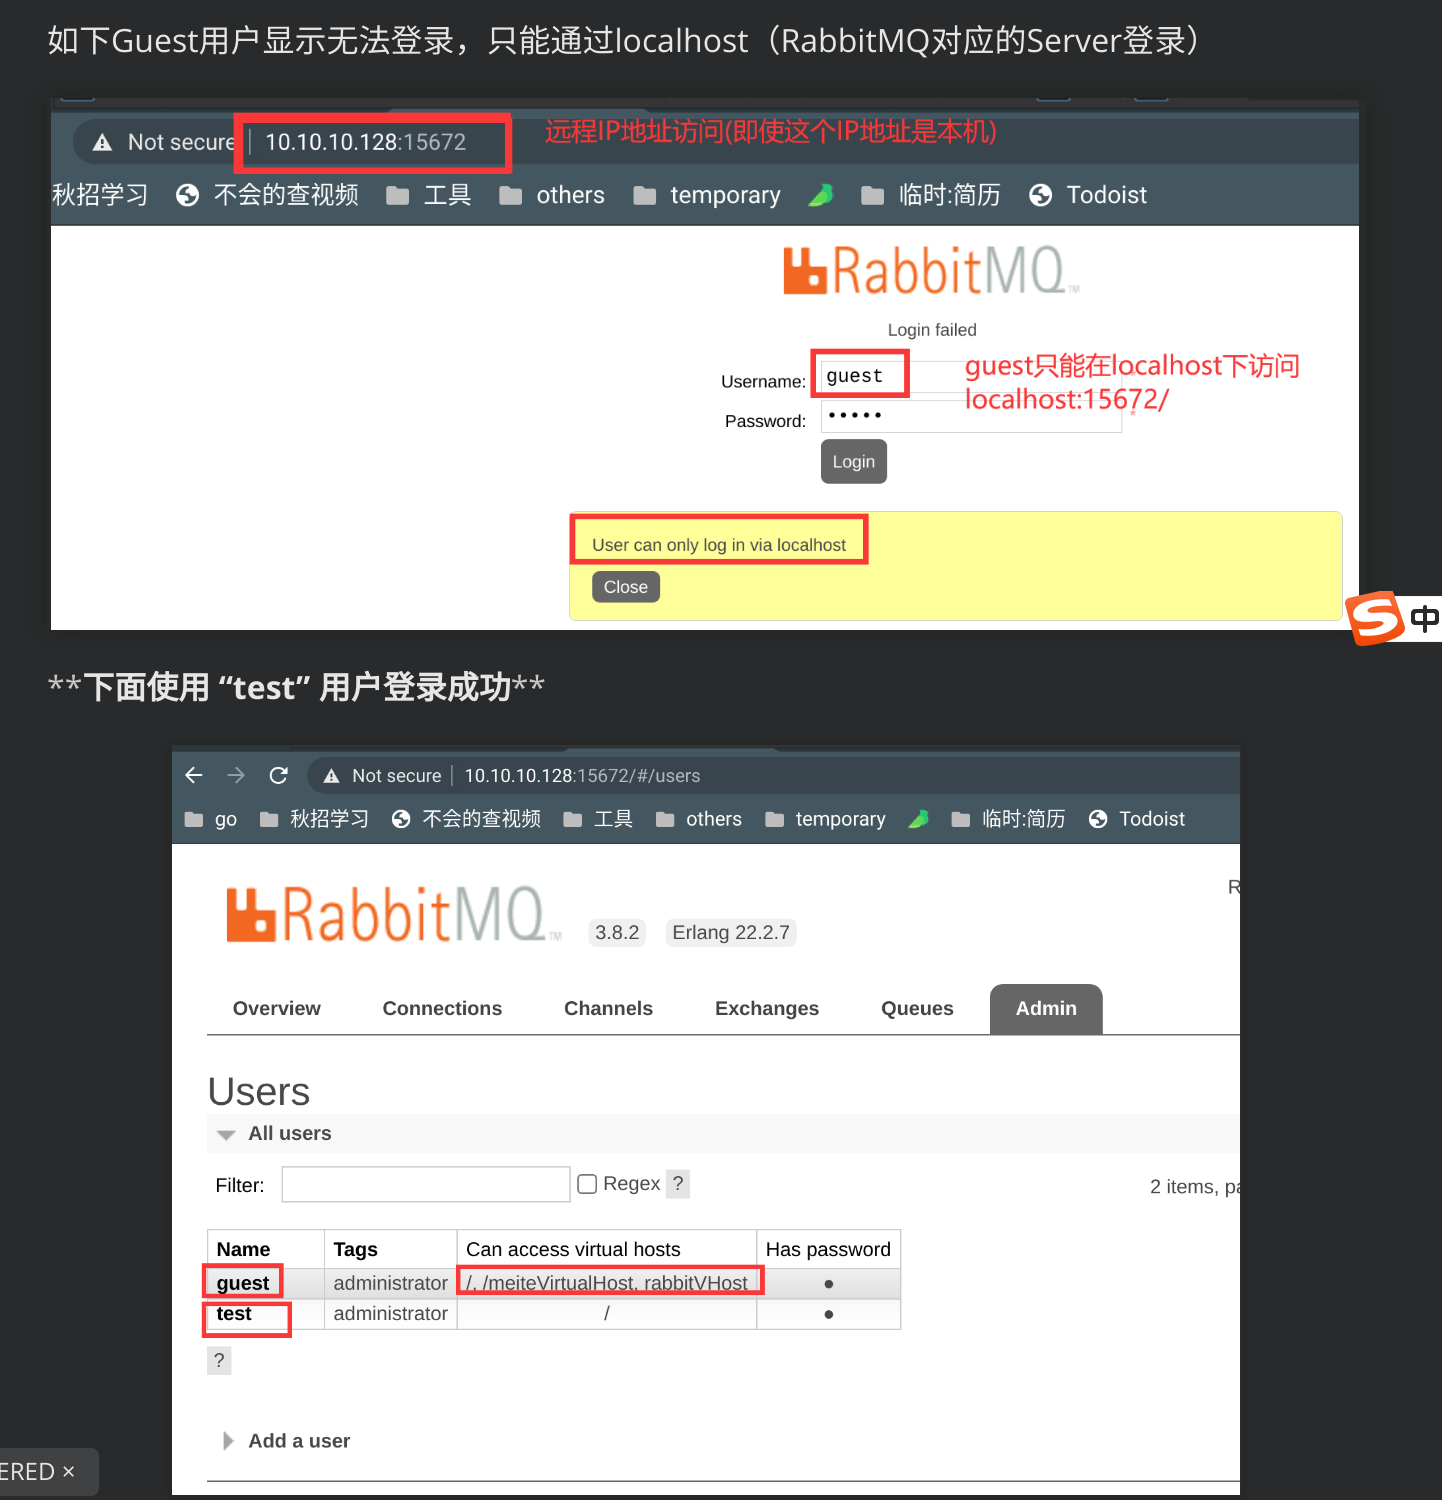 如下Guest用户显示无法登录，只能通过localhost（RabbitMQ对应的Server登录）
Not secure 10.10.10.128:15672 远程IP地址访问(即使这个IP地址是本机)
秋招学习 不会的查视频 工具 others temporary 临时:简历 Todoist
RabbitMQ TM
Login failed
Username: guest * guest只能在localhost下访问
localhost:15672/
Password: ••••• *
Login
User can only log in via localhost
Close
中
**下面使用 “test” 用户登录成功**
Not secure 10.10.10.128:15672/#/users
go 秋招学习 不会的查视频 工具 others temporary 临时:简历 Todoist
R
RabbitMQ TM 3.8.2 Erlang 22.2.7
Overview Connections Channels Exchanges Queues Admin
Users
All users
Filter: Regex ? 2 items, pa
Name Tags Can access virtual hosts Has password
guest administrator /, /meiteVirtualHost, rabbitVHost ●
test administrator / ●
?
Add a user
ERED ×